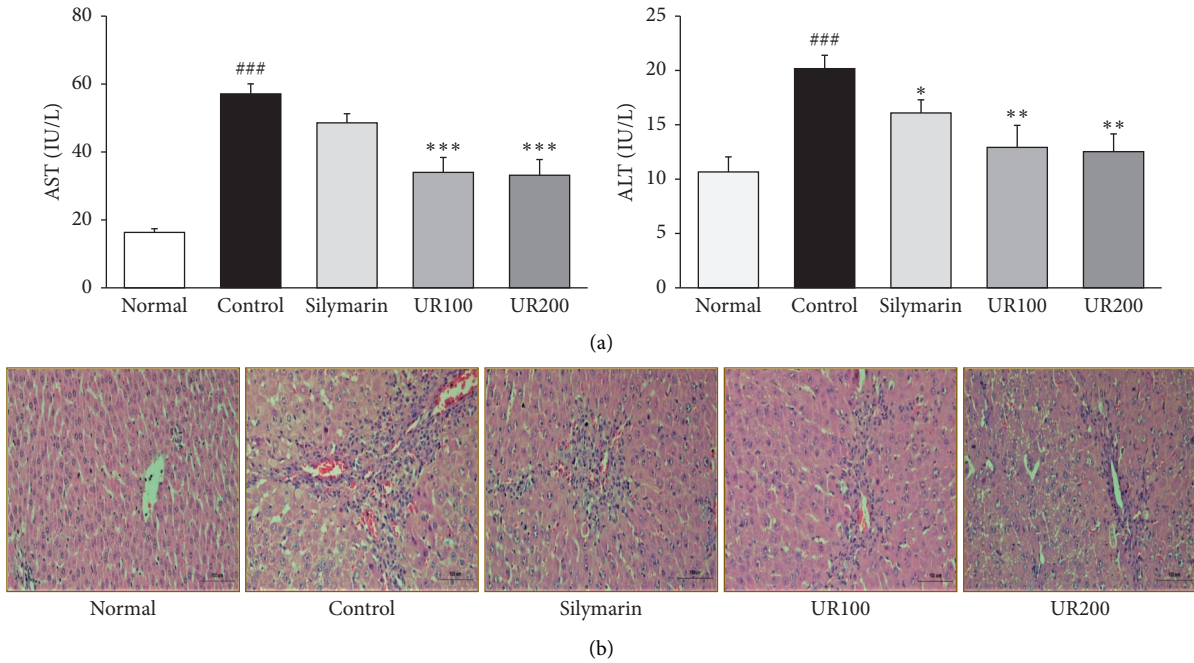 80
60
40
20
0
AST (IU/L)
###
***
***
Normal
Control
Silymarin
UR100
UR200
25
20
15
10
5
0
ALT (IU/L)
###
*
**
**
Normal
Control
Silymarin
UR100
UR200
(a)
Normal
Control
Silymarin
UR100
UR200
(b)